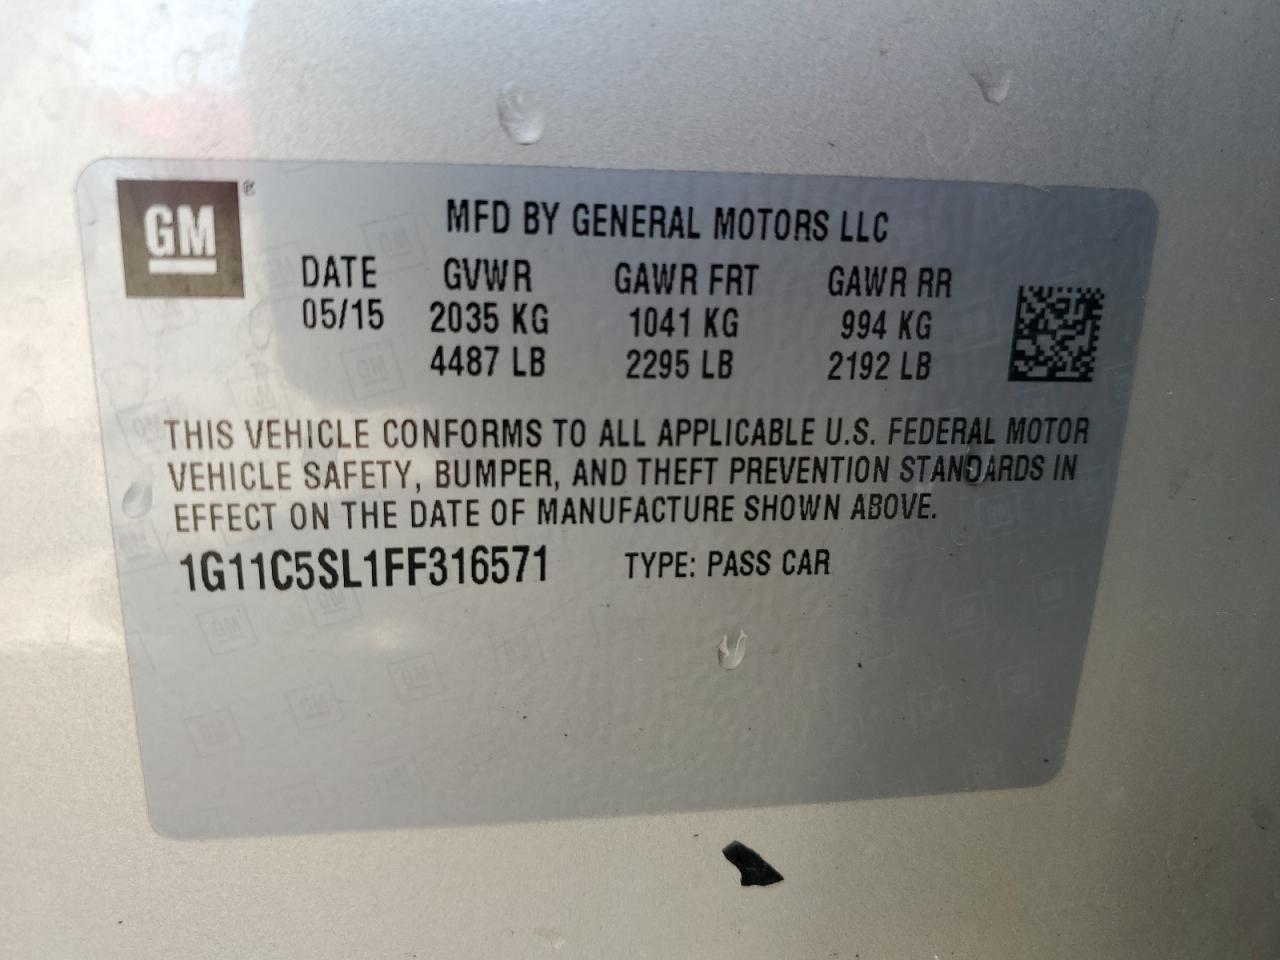 GM®
MFD BY GENERAL MOTORS LLC
DATE GVWR GAWR FRT GAWR RR
05/15 2035 KG 1041 KG 994 KG
4487 LB 2295 LB 2192 LB
THIS VEHICLE CONFORMS TO ALL APPLICABLE U.S. FEDERAL MOTOR
VEHICLE SAFETY, BUMPER, AND THEFT PREVENTION STANDARDS IN
EFFECT ON THE DATE OF MANUFACTURE SHOWN ABOVE.
1G11C5SL1FF316571 TYPE: PASS CAR